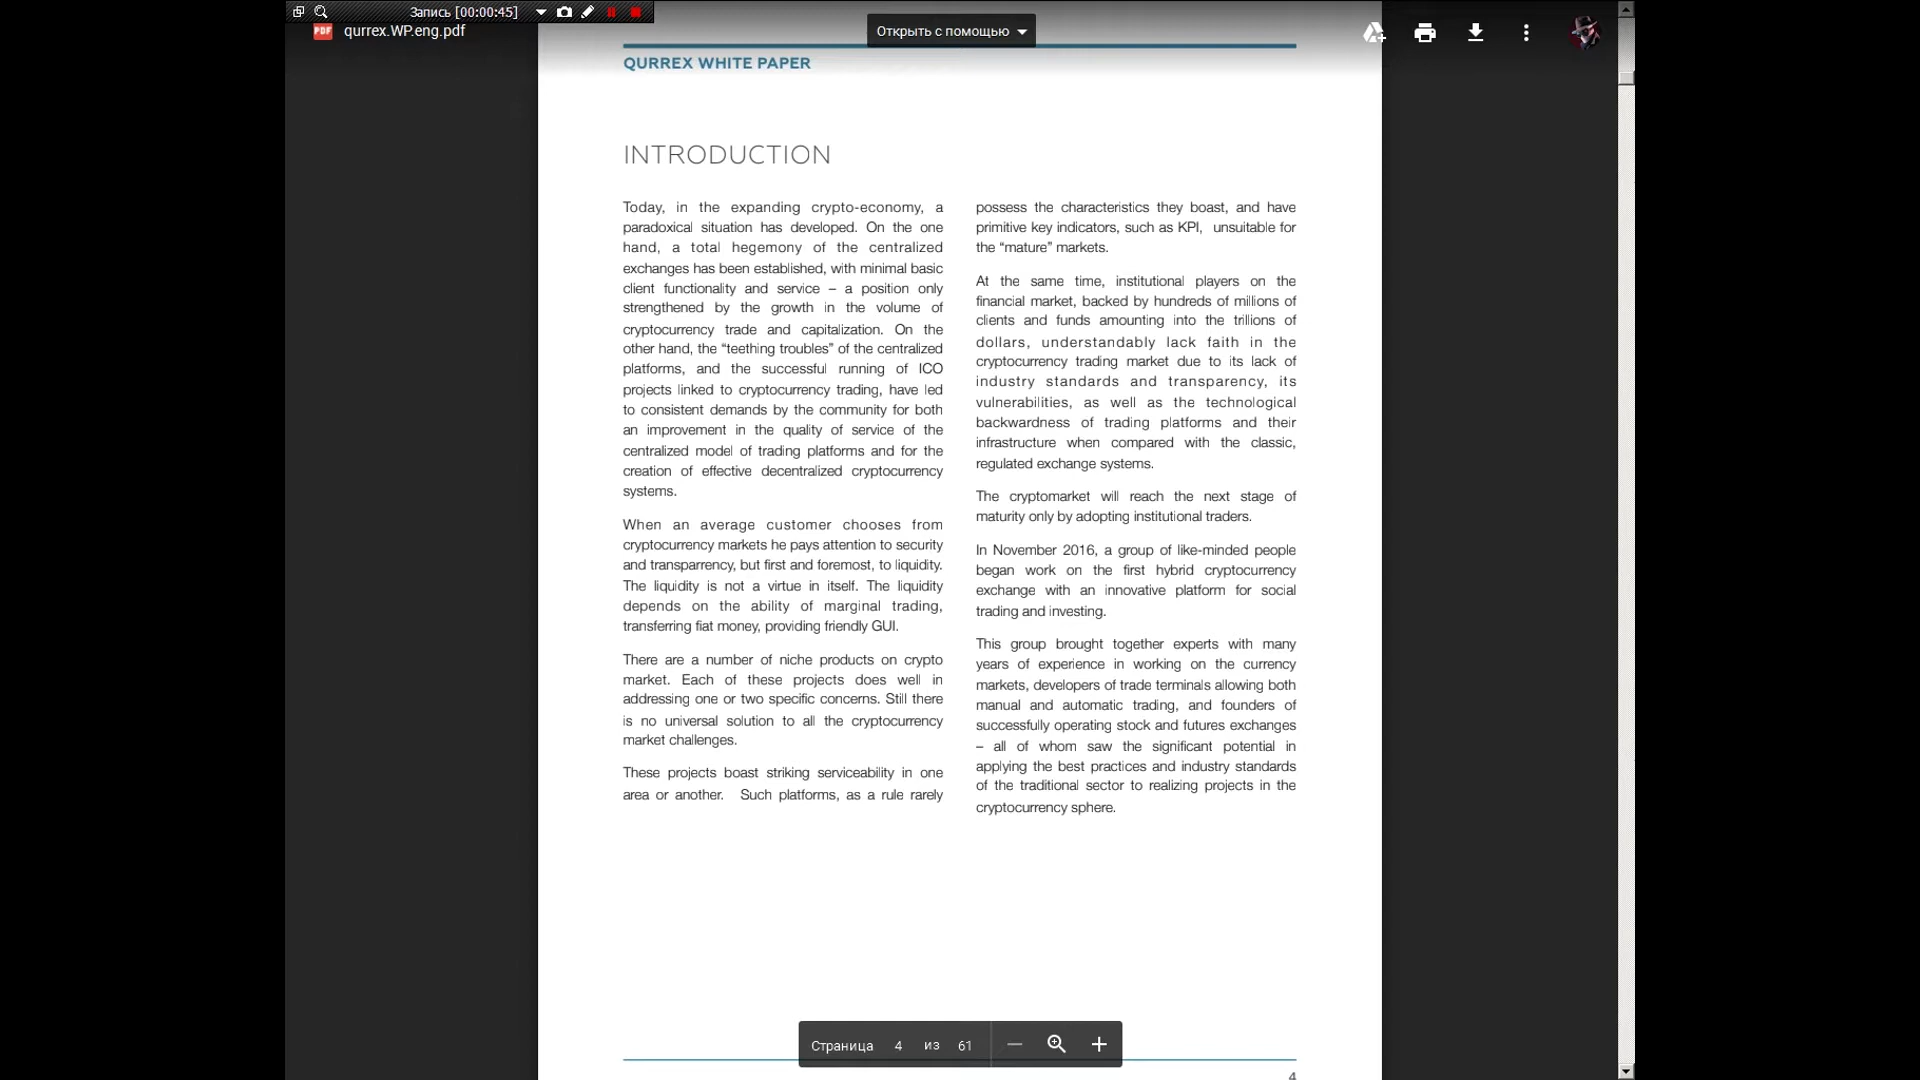 Запись [00:00:45]
qurrex.WP.eng.pdf
Открыть с помощью
QURREX WHITE PAPER
INTRODUCTION
Today, in the expanding crypto-economy, a
paradoxical situation has developed. On the one
hand, a total hegemony of the centralized
exchanges has been established, with minimal basic
client functionality and service – a position only
strengthened by the growth in the volume of
cryptocurrency trade and capitalization. On the
other hand, the “teething troubles” of the centralized
platforms, and the successful running of ICO
projects linked to cryptocurrency trading, have led
to consistent demands by the community for both
an improvement in the quality of service of the
centralized model of trading platforms and for the
creation of effective decentralized cryptocurrency
systems.
When an average customer chooses from
cryptocurrency markets he pays attention to security
and transparrency, but first and foremost, to liquidity.
The liquidity is not a virtue in itself. The liquidity
depends on the ability of marginal trading,
transferring fiat money, providing friendly GUI.
There are a number of niche products on crypto
market. Each of these projects does well in
addressing one or two specific concerns. Still there
is no universal solution to all the cryptocurrency
market challenges.
These projects boast striking serviceability in one
area or another. Such platforms, as a rule rarely
possess the characteristics they boast, and have
primitive key indicators, such as KPI, unsuitable for
the “mature” markets.
At the same time, institutional players on the
financial market, backed by hundreds of millions of
clients and funds amounting into the trillions of
dollars, understandably lack faith in the
cryptocurrency trading market due to its lack of
industry standards and transparency, its
vulnerabilities, as well as the technological
backwardness of trading platforms and their
infrastructure when compared with the classic,
regulated exchange systems.
The cryptomarket will reach the next stage of
maturity only by adopting institutional traders.
In November 2016, a group of like-minded people
began work on the first hybrid cryptocurrency
exchange with an innovative platform for social
trading and investing.
This group brought together experts with many
years of experience in working on the currency
markets, developers of trade terminals allowing both
manual and automatic trading, and founders of
successfully operating stock and futures exchanges
– all of whom saw the significant potential in
applying the best practices and industry standards
of the traditional sector to realizing projects in the
cryptocurrency sphere.
Страница 4 из 61
4